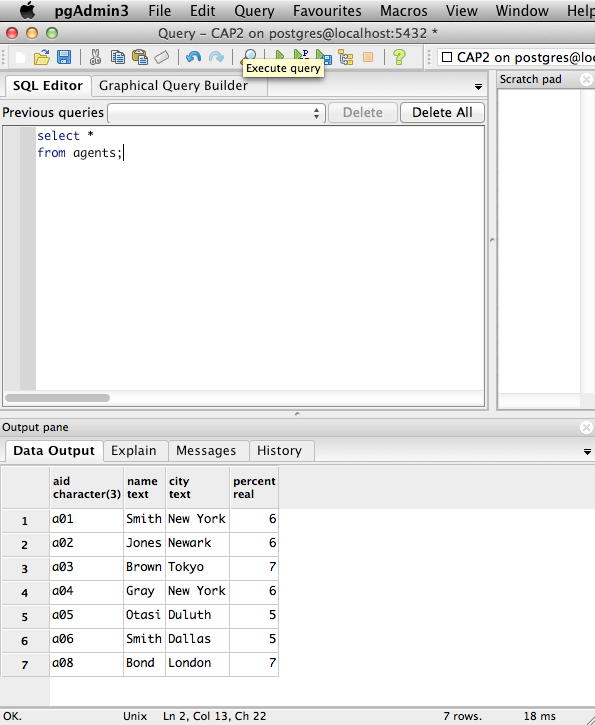 pgAdmin3 File Edit Query Favourites Macros View Window Help
Query - CAP2 on postgres@localhost:5432 *
CAP2 on postgres@loc
Execute query
SQL Editor Graphical Query Builder
Scratch pad
Previous queries Delete Delete All
select *
from agents;
Output pane
Data Output Explain Messages History
aid name city percent
character(3) text text real
1 a01 Smith New York 6
2 a02 Jones Newark 6
3 a03 Brown Tokyo 7
4 a04 Gray New York 6
5 a05 Otasi Duluth 5
6 a06 Smith Dallas 5
7 a08 Bond London 7
OK. Unix Ln 2, Col 13, Ch 22 7 rows. 18 ms